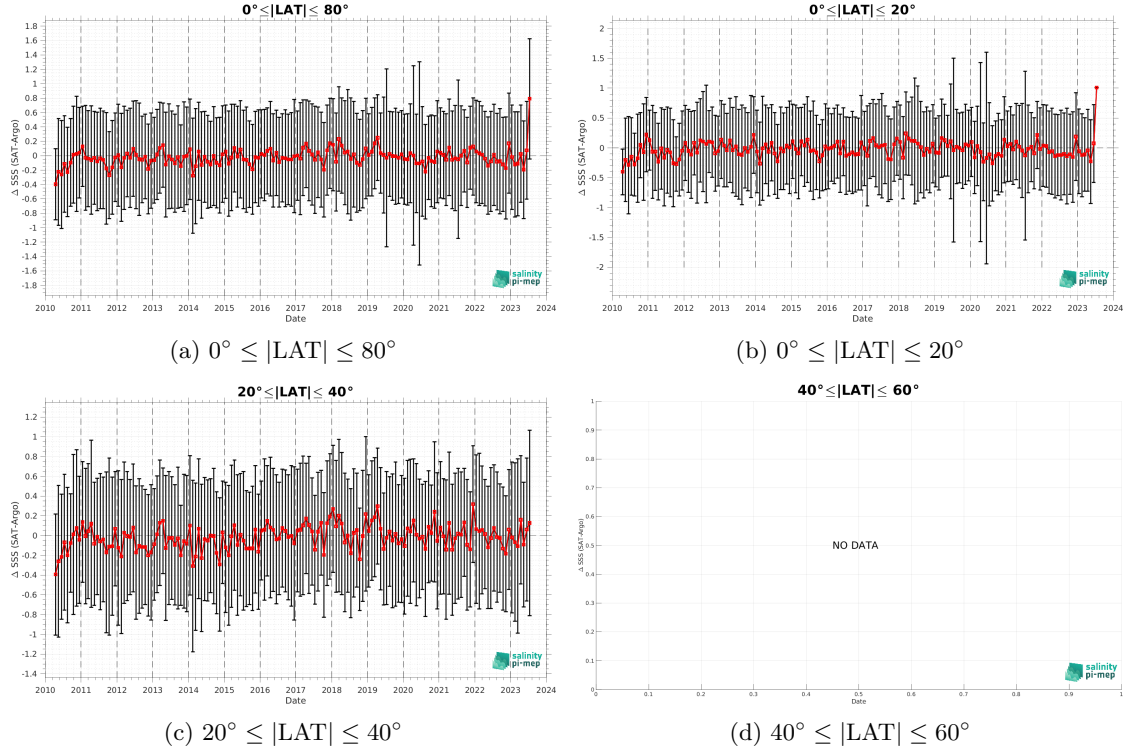 0°≤|LAT|≤ 80°
Δ SSS (SAT-Argo)
1.8
1.6
1.4
1.2
1
0.8
0.6
0.4
0.2
0
-0.2
-0.4
-0.6
-0.8
-1
-1.2
-1.4
-1.6
-1.8
2010 2011 2012 2013 2014 2015 2016 2017 2018 2019 2020 2021 2022 2023 2024
Date
salinity
pi-mep
(a) 0° ≤ |LAT| ≤ 80°
0°≤|LAT|≤ 20°
Δ SSS (SAT-Argo)
2
1.5
1
0.5
0
-0.5
-1
-1.5
-2
2010 2011 2012 2013 2014 2015 2016 2017 2018 2019 2020 2021 2022 2023 2024
Date
salinity
pi-mep
(b) 0° ≤ |LAT| ≤ 20°
20°≤|LAT|≤ 40°
Δ SSS (SAT-Argo)
1.2
1
0.8
0.6
0.4
0.2
0
-0.2
-0.4
-0.6
-0.8
-1
-1.2
-1.4
2010 2011 2012 2013 2014 2015 2016 2017 2018 2019 2020 2021 2022 2023 2024
Date
salinity
pi-mep
(c) 20° ≤ |LAT| ≤ 40°
40°≤|LAT|≤ 60°
Δ SSS (SAT-Argo)
1
0.9
0.8
0.7
0.6
0.5
0.4
0.3
0.2
0.1
0
NO DATA
0 0.1 0.2 0.3 0.4 0.5 0.6 0.7 0.8 0.9 1
Date
salinity
pi-mep
(d) 40° ≤ |LAT| ≤ 60°